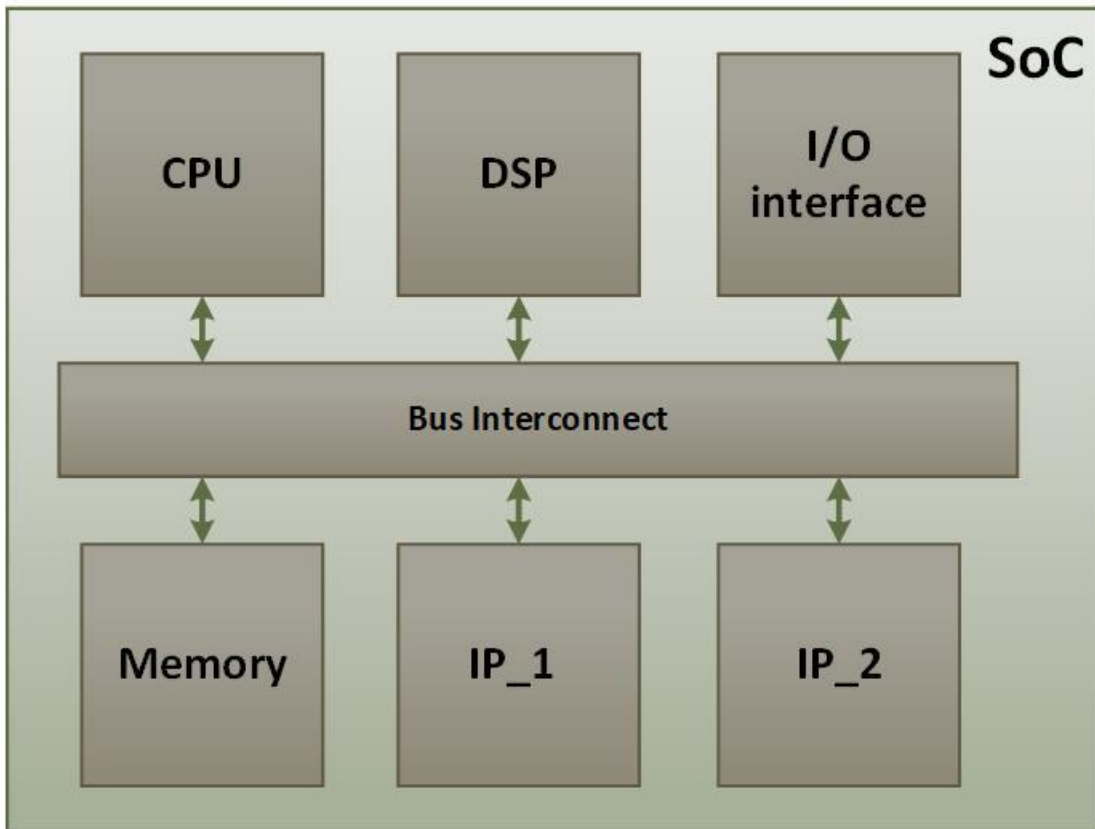 SoC
CPU
DSP
I/O
interface
Bus Interconnect
Memory
IP_1
IP_2